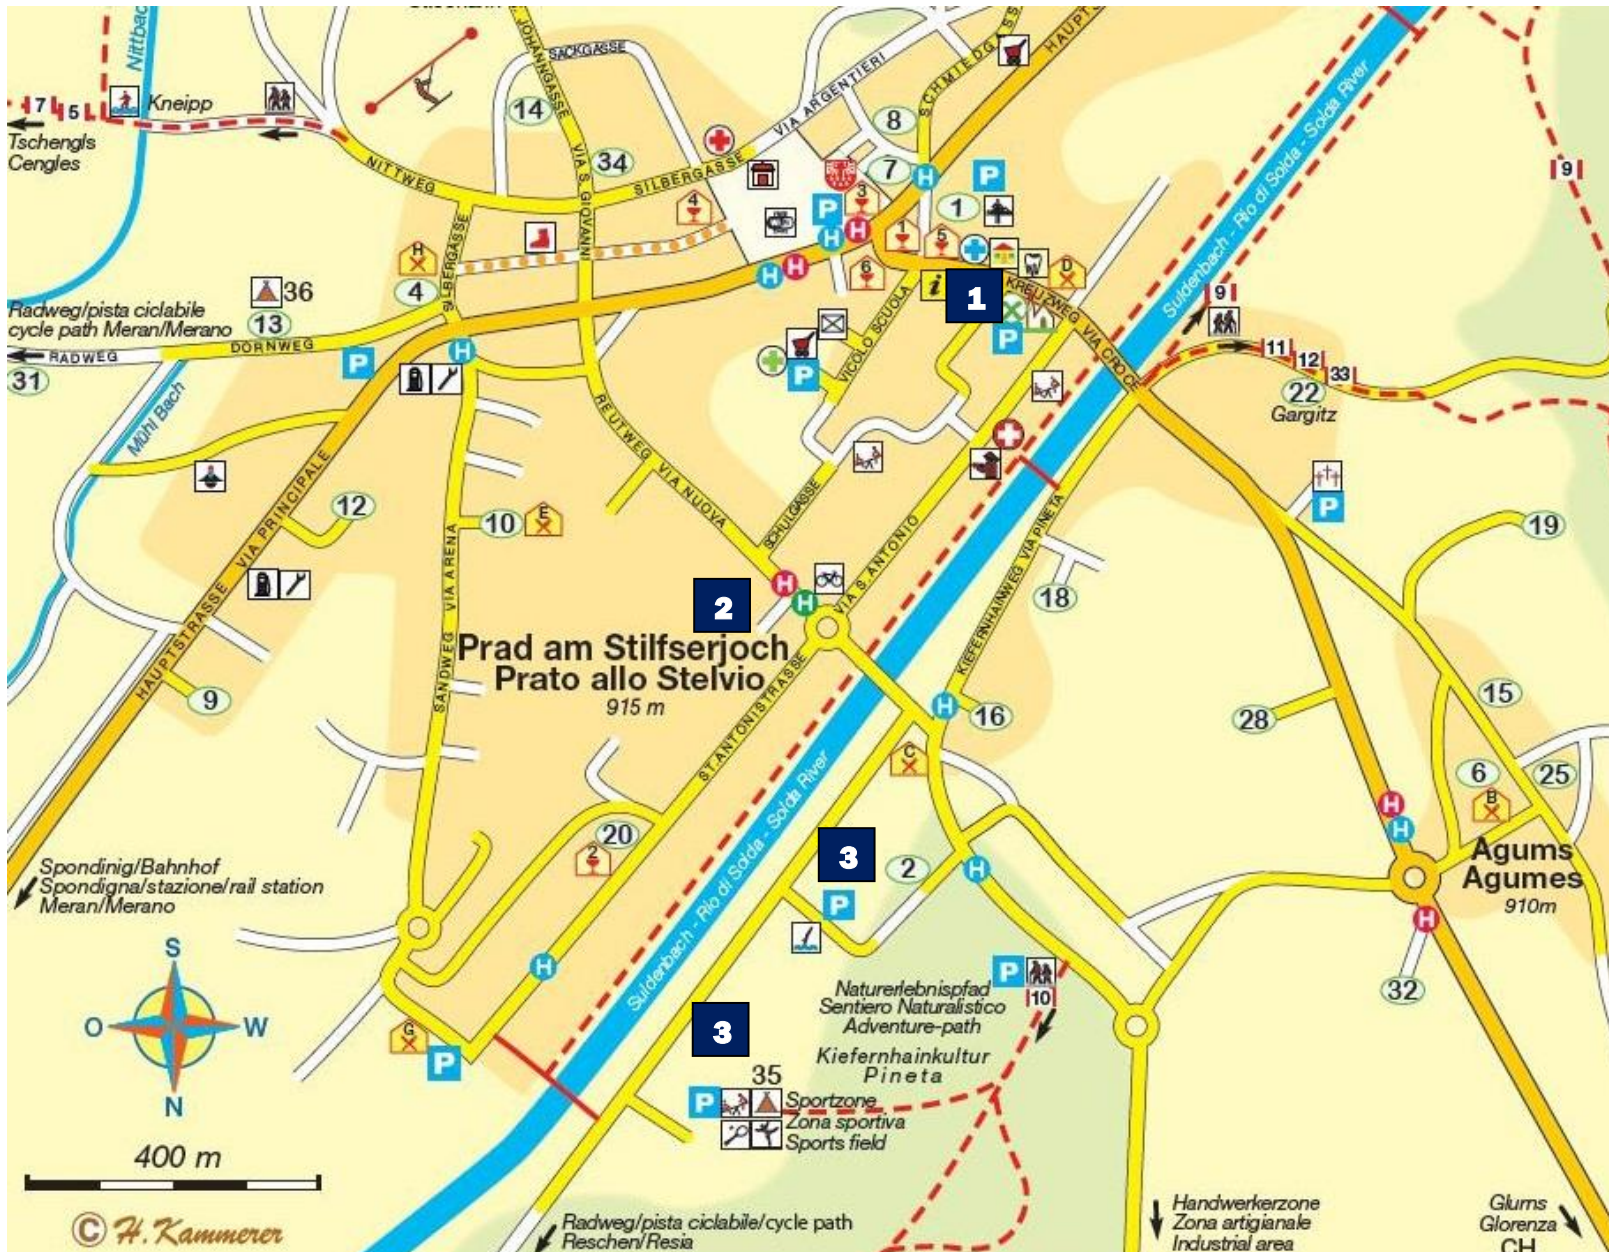 Nittbac
7
5
Kneipp
Tschengls
Cengles
NITTWEG
SACKGASSE
14
JOHANNGASSE
VIA S. GIOVANNI
34
SILBERGASSE
VIA ARGENTIERI
SCHMIEDGASS
HAUPTS
8
7
H
P
1
3
P
H
H
1
5
6
4
H
H
i
1
D
KREUZWEG VIA CROCE
P
Suldenbach - Rio di Solda - Solda River
9
9
11
12
33
22
Gargitz
H
4
SILBERGASSE
36
13
Radweg/pista ciclabile
cycle path Meran/Merano
RADWEG
31
DORNWEG
P
H
Mühl Bach
VICOLO SCUOLA
P
REUTWEG VIA NUOVA
SCHULGASSE
VIA S. ANTONIO
12
10
E
HAUPTSTRASSE VIA PRINCIPALE
SANDWEG VIA ARENA
9
P
19
KIEFERNHAINWEG VIA PINETA
18
H
H
2
Prad am Stilfserjoch
Prato allo Stelvio
915 m
ST.ANTONISTRASSE
H
16
C
28
15
6
B
25
H
H
Agums
Agumes
910m
H
32
20
2
3
2
H
P
Suldenbach - Rio di Solda - Solda River
Spondinig/Bahnhof
Spondigna/stazione/rail station
Meran/Merano
S
O
W
N
H
G
P
3
Naturerlebnispfad
Sentiero Naturalistico
Adventure-path
P
10
Kiefernhainkultur
Pineta
35
P
Sportzone
Zona sportiva
Sports field
400 m
© H. Kammerer
Radweg/pista ciclabile/cycle path
Reschen/Resia
Handwerkerzone
Zona artigianale
Industrial area
Glurns
Glorenza
CH